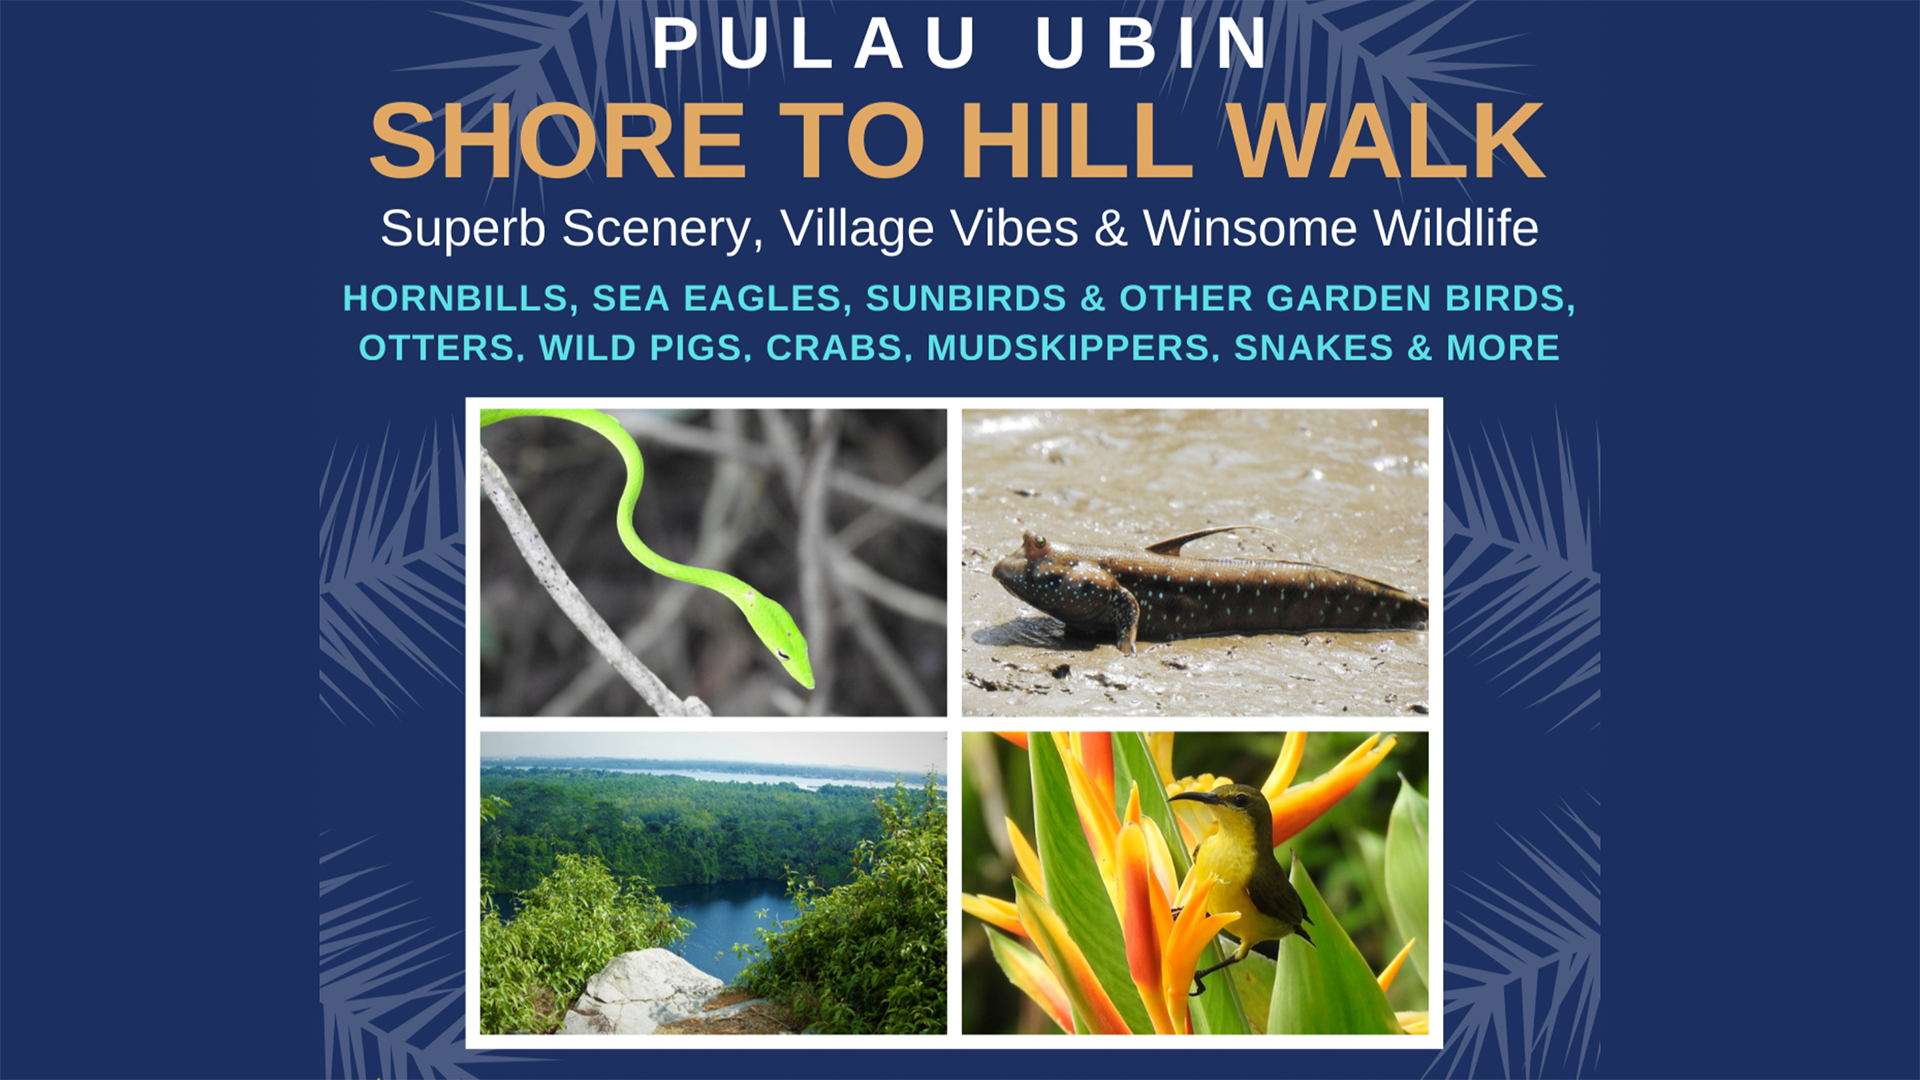 PULAU UBIN
SHORE TO HILL WALK
Superb Scenery, Village Vibes & Winsome Wildlife
HORNBILLS, SEA EAGLES, SUNBIRDS & OTHER GARDEN BIRDS,
OTTERS, WILD PIGS, CRABS, MUDSKIPPERS, SNAKES & MORE